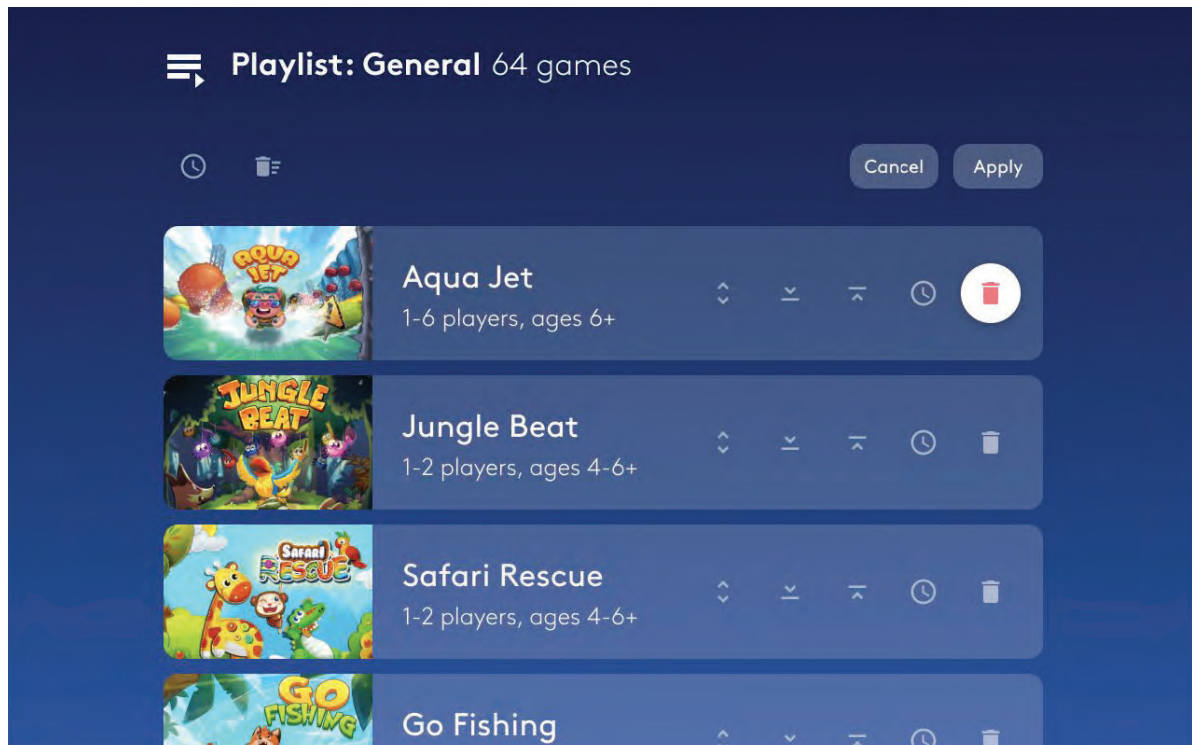 Playlist: General 64 games
Cancel
Apply
AQUA
JET
Aqua Jet
1-6 players, ages 6+
JUNGLE
BEAT
Jungle Beat
1-2 players, ages 4-6+
SAFARI
RESCUE
Safari Rescue
1-2 players, ages 4-6+
GO
FISHING
Go Fishing